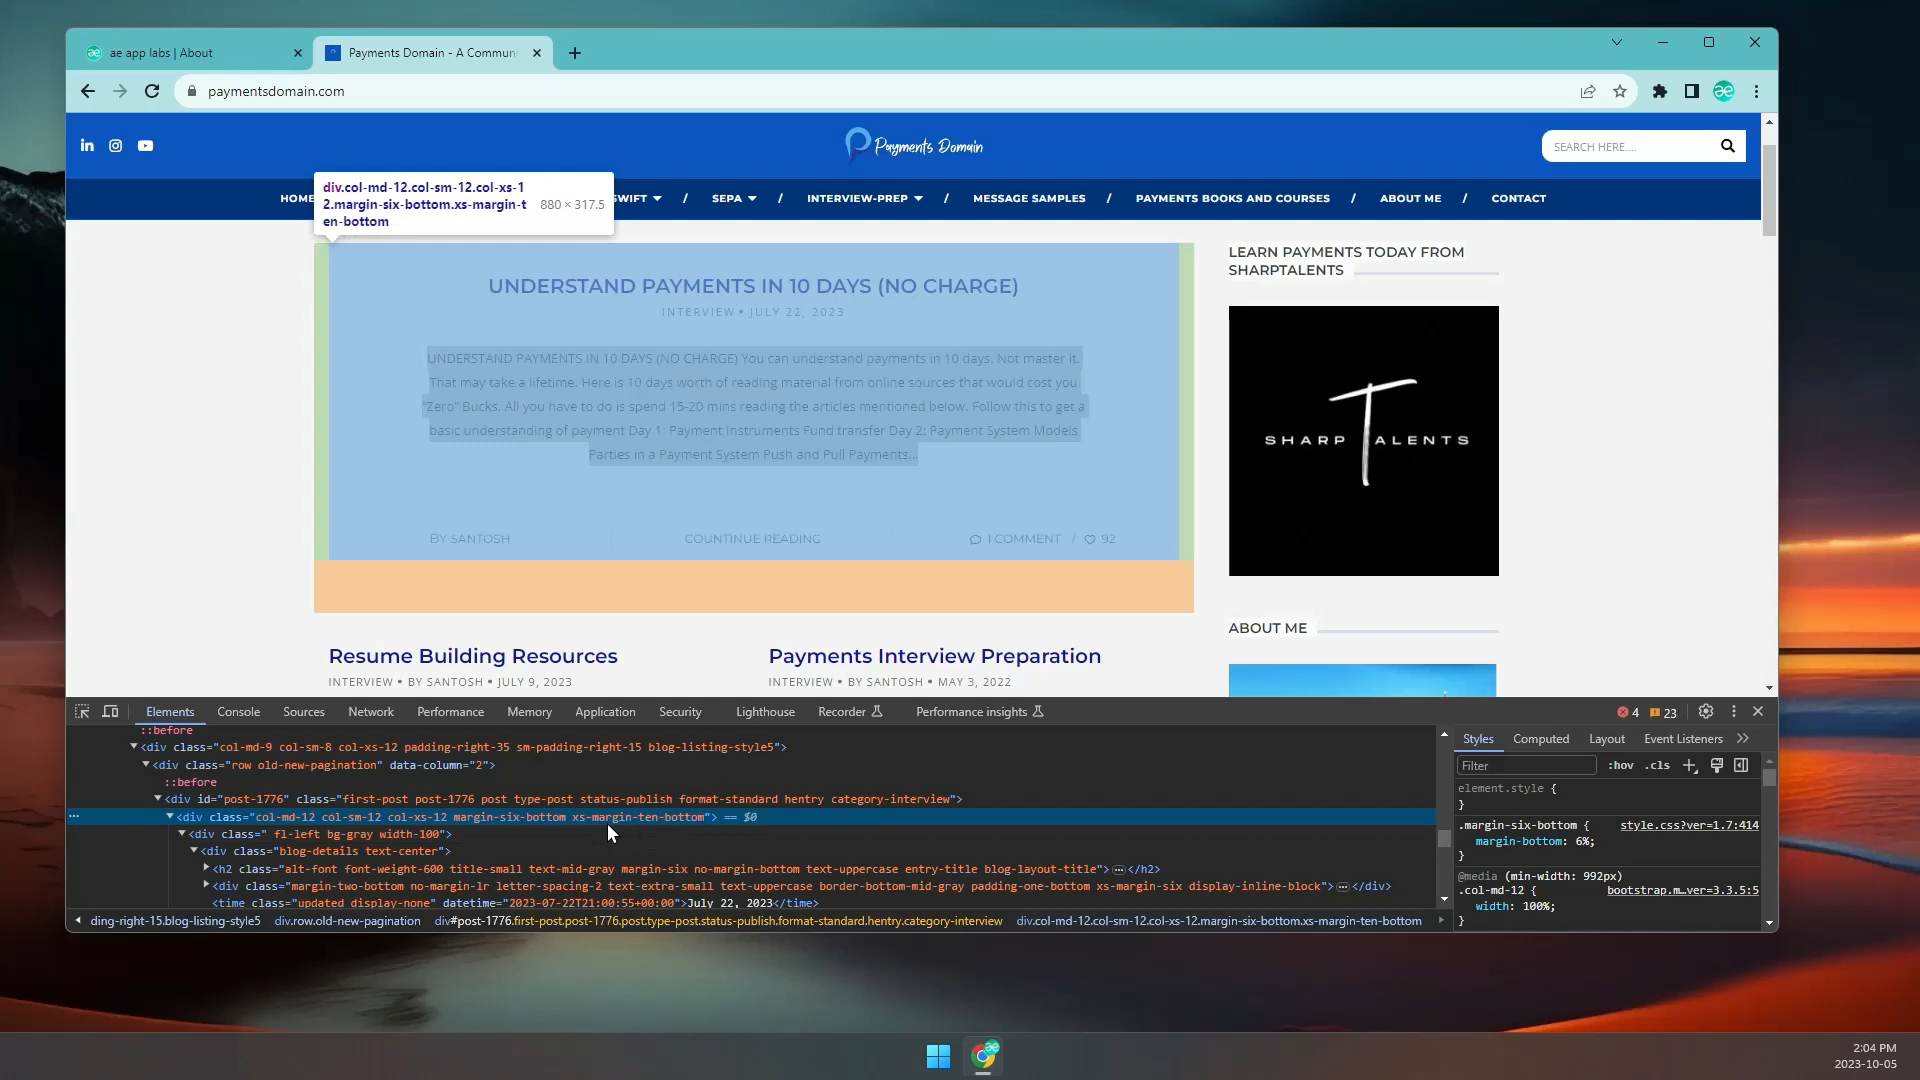 ae app labs | About
Payments Domain - A Commun
paymentsdomain.com
Payments Domain
SEARCH HERE....
HOME
SWIFT
/
SEPA
/
INTERVIEW-PREP
/
MESSAGE SAMPLES
/
PAYMENTS BOOKS AND COURSES
/
ABOUT ME
/
CONTACT
div.col-md-12.col-sm-12.col-xs-1
2.margin-six-bottom.xs-margin-t
en-bottom
880 × 317.5
UNDERSTAND PAYMENTS IN 10 DAYS (NO CHARGE)
INTERVIEW • JULY 22, 2023
UNDERSTAND PAYMENTS IN 10 DAYS (NO CHARGE) You can understand payments in 10 days. Not master it.
That may take a lifetime. Here is 10 days worth of reading material from online sources that would cost you
"Zero" Bucks. All you have to do is spend 15-20 mins reading the articles mentioned below. Follow this to get a
basic understanding of payment Day 1: Payment Instruments Fund transfer Day 2: Payment System Models
Parties in a Payment System Push and Pull Payments...
BY SANTOSH
COUNTINUE READING
1 COMMENT / 92
LEARN PAYMENTS TODAY FROM
SHARPTALENTS
SHARP TALENTS
ABOUT ME
Resume Building Resources
INTERVIEW • BY SANTOSH • JULY 9, 2023
Payments Interview Preparation
INTERVIEW • BY SANTOSH • MAY 3, 2022
Elements
Console
Sources
Network
Performance
Memory
Application
Security
Lighthouse
Recorder
Performance insights
4
23
::before
<div class="col-md-9 col-sm-8 col-xs-12 padding-right-35 sm-padding-right-15 blog-listing-style5">
<div class="row old-new-pagination" data-column="2">
::before
<div id="post-1776" class="first-post post-1776 post type-post status-publish format-standard hentry category-interview">
<div class="col-md-12 col-sm-12 col-xs-12 margin-six-bottom xs-margin-ten-bottom"> == $0
<div class=" fl-left bg-gray width-100">
<div class="blog-details text-center">
<h2 class="alt-font font-weight-600 title-small text-mid-gray margin-six no-margin-bottom text-uppercase entry-title blog-layout-title">…</h2>
<div class="margin-two-bottom no-margin-lr letter-spacing-2 text-extra-small text-uppercase border-bottom-mid-gray padding-one-bottom xs-margin-six display-inline-block">…</div>
<time class="updated display-none" datetime="2023-07-22T21:00:55+00:00">July 22, 2023</time>
ding-right-15.blog-listing-style5
div.row.old-new-pagination
div#post-1776.first-post.post-1776.post.type-post.status-publish.format-standard.hentry.category-interview
div.col-md-12.col-sm-12.col-xs-12.margin-six-bottom.xs-margin-ten-bottom
Styles
Computed
Layout
Event Listeners
Filter
:hov
.cls
element.style {
}
.margin-six-bottom {
style.css?ver=1.7:414
margin-bottom: 6%;
}
@media (min-width: 992px)
.col-md-12 {
bootstrap.m…ver=3.3.5:5
width: 100%;
}
2:04 PM
2023-10-05